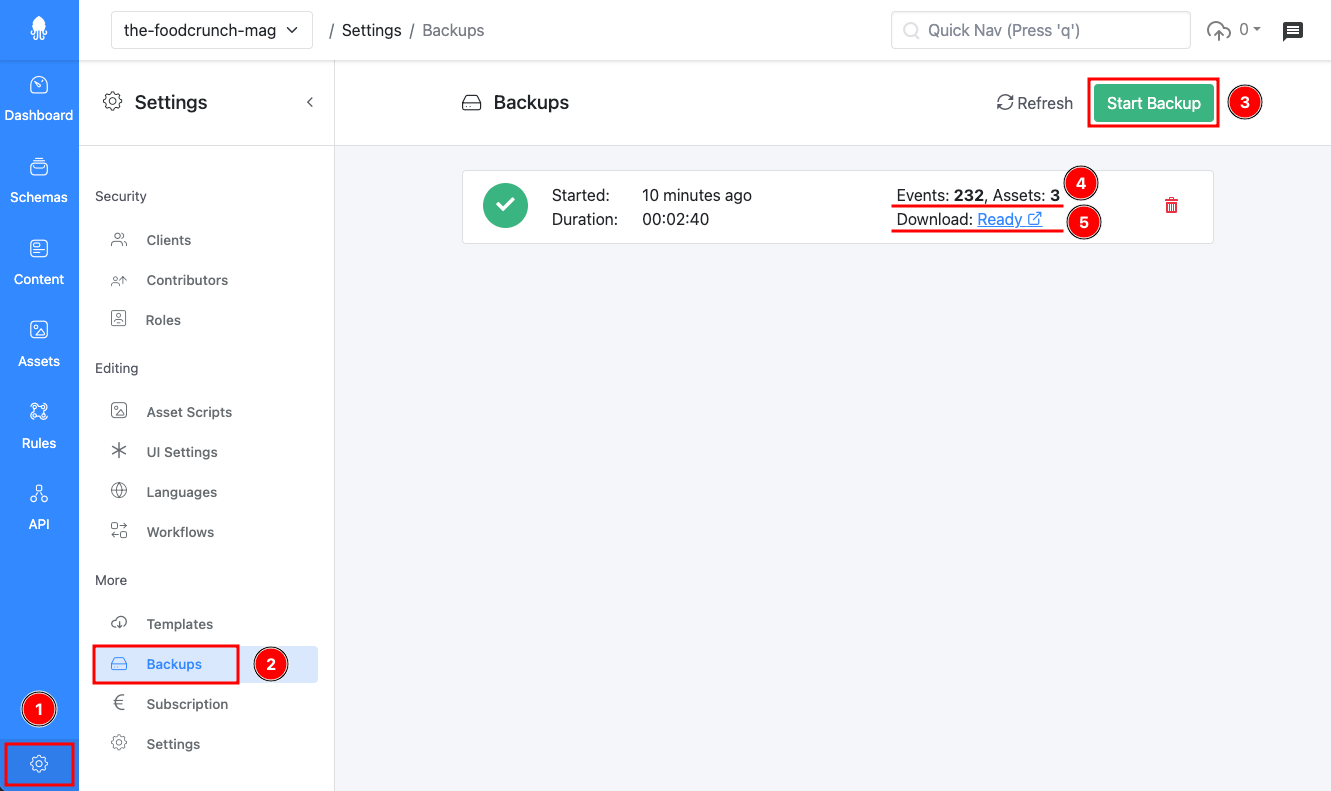 the-foodcrunch-mag / Settings / Backups
Quick Nav (Press 'q')
0
Dashboard
Schemas
Content
Assets
Rules
API
1
Settings
Security
Clients
Contributors
Roles
Editing
Asset Scripts
UI Settings
Languages
Workflows
More
Templates
Backups 2
Subscription
Settings
Backups
Refresh
Start Backup 3
Started: 10 minutes ago
Duration: 00:02:40
Events: 232, Assets: 3 4
Download: Ready 5